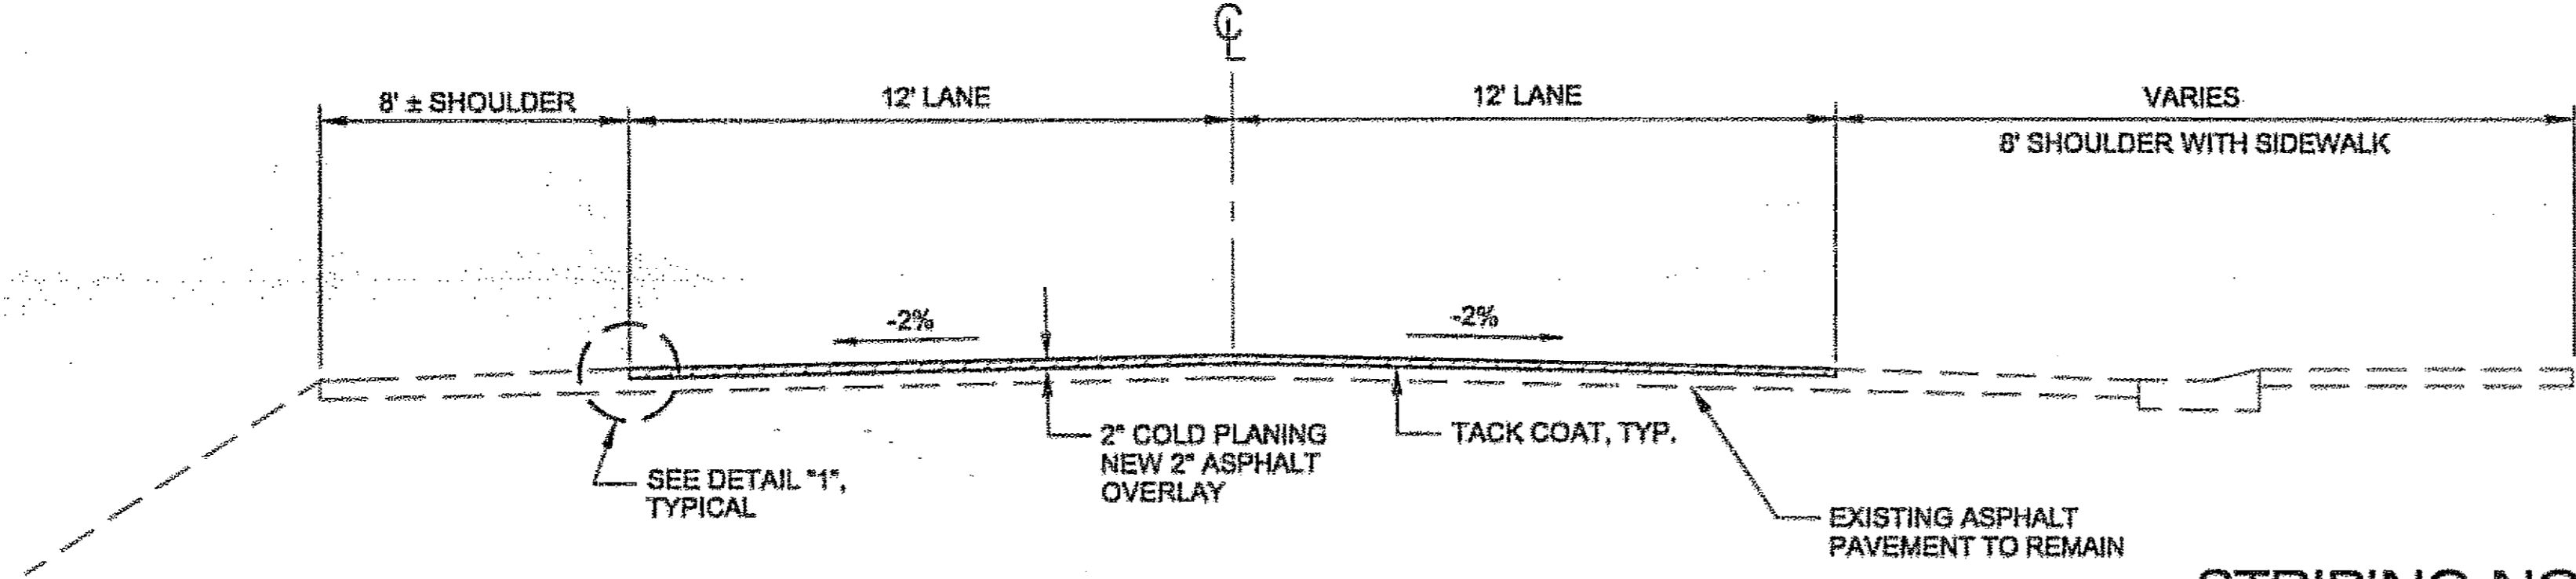 ℄
8' ± SHOULDER
12' LANE
12' LANE
VARIES
8' SHOULDER WITH SIDEWALK
-2%
-2%
2" COLD PLANING
NEW 2" ASPHALT
OVERLAY
TACK COAT, TYP.
SEE DETAIL "1",
TYPICAL
EXISTING ASPHALT
PAVEMENT TO REMAIN